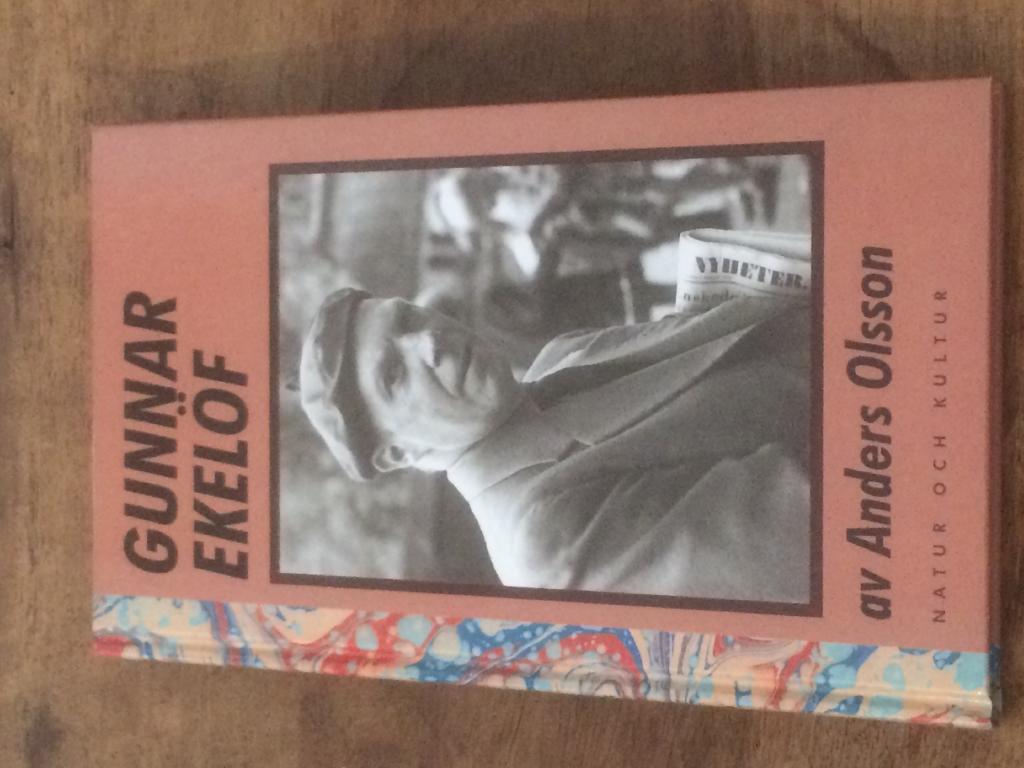 GUNNAR
EKELÖF
NYHETER.
av Anders Olsson
NATUR OCH KULTUR